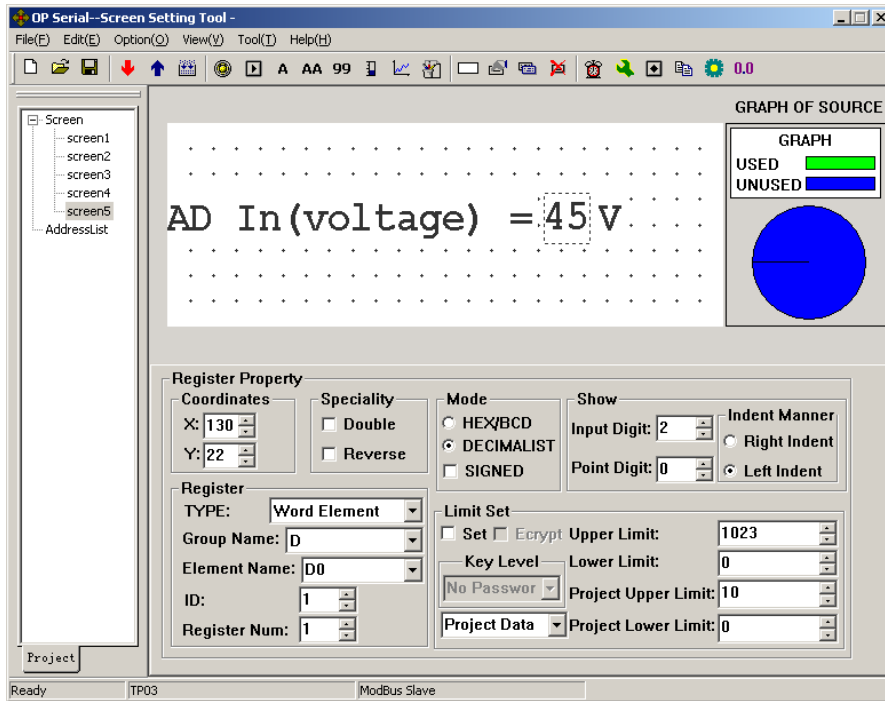 OP Serial--Screen Setting Tool -
File(F) Edit(E) Option(O) View(V) Tool(T) Help(H)
A AA 99 0.0
Screen
screen1
screen2
screen3
screen4
screen5
AddressList
Project
AD In(voltage) = 45 V
GRAPH OF SOURCE
GRAPH
USED
UNUSED
Register Property
Coordinates
X: 130
Y: 22
Speciality
Double
Reverse
Mode
HEX/BCD
DECIMALIST
SIGNED
Show
Input Digit: 2
Point Digit: 0
Indent Manner
Right Indent
Left Indent
Register
TYPE: Word Element
Group Name: D
Element Name: D0
ID: 1
Register Num: 1
Limit Set
Set Ecrypt
Key Level
No Passwor
Project Data
Upper Limit: 1023
Lower Limit: 0
Project Upper Limit: 10
Project Lower Limit: 0
Ready TP03 ModBus Slave